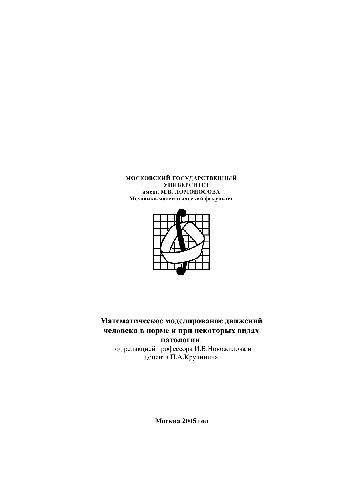 МОСКОВСКИЙ ГОСУДАРСТВЕННЫЙ
УНИВЕРСИТЕТ
имени М.В. ЛОМОНОСОВА
Механико-математический факультет
Математическое моделирование движений
человека в норме и при некоторых видах
патологии
под редакцией профессора И.В.Новожилова и
доцента П.А.Кручинина
Москва 2005 год